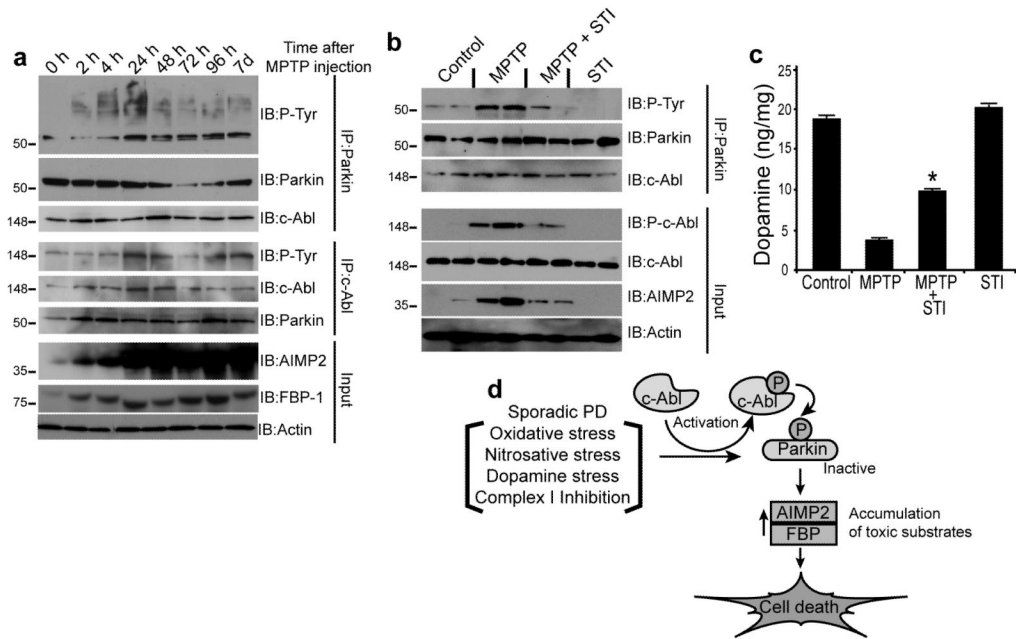 a
0 h
2 h
4 h
24 h
48 h
72 h
96 h
7d
Time after
MPTP injection
IB:P-Tyr
50
IB:Parkin
50
IB:c-Abl
148
IP:Parkin
IB:P-Tyr
148
IB:c-Abl
148
IB:Parkin
50
IP:c-Abl
IB:AIMP2
35
IB:FBP-1
75
IB:Actin
Input
b
Control
MPTP
MPTP + STI
STI
50
IB:P-Tyr
50
IB:Parkin
148
IB:c-Abl
IP:Parkin
148
IB:P-c-Abl
148
IB:c-Abl
35
IB:AIMP2
IB:Actin
Input
c
Dopamine (ng/mg)
25
20
15
10
5
0
*
Control
MPTP
MPTP
+
STI
STI
d
Sporadic PD
Oxidative stress
Nitrosative stress
Dopamine stress
Complex I Inhibition
c-Abl
Activation
P
c-Abl
P
Parkin
Inactive
AIMP2
FBP
Accumulation
of toxic substrates
Cell death